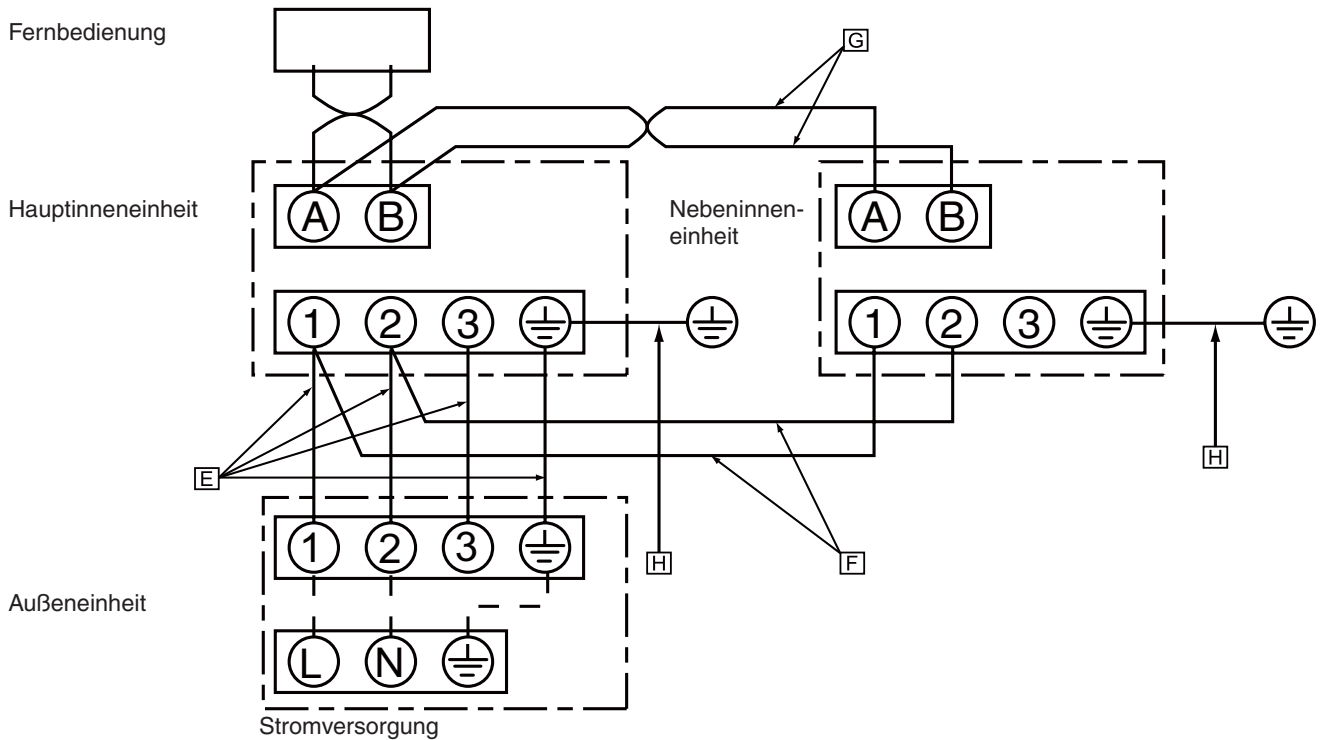 Fernbedienung
G
Hauptinneneinheit
A B
Nebeninnen-
einheit
A B
1 2 3
1 2 3
E
H
F
H
1 2 3
Außeneinheit
L N
Stromversorgung